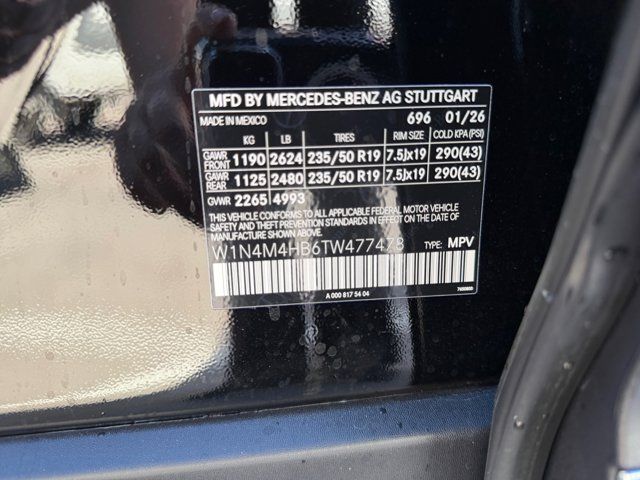 MFD BY MERCEDES-BENZ AG STUTTGART
MADE IN MEXICO 696 01/26
KG LB TIRES RIM SIZE COLD KPA(PSI)
GAWR FRONT 1190 2624 235/50 R19 7.5Jx19 290(43)
GAWR REAR 1125 2480 235/50 R19 7.5Jx19 290(43)
GVWR 2265 4993
THIS VEHICLE CONFORMS TO ALL APPLICABLE FEDERAL MOTOR VEHICLE
SAFETY, BUMPER, AND THEFT PREVENTION STANDARDS IN EFFECT
ON THE DATE OF MANUFACTURE SHOWN ABOVE.
W1N4M4HB6TW477478 TYPE: MPV
A 000 817 54 04